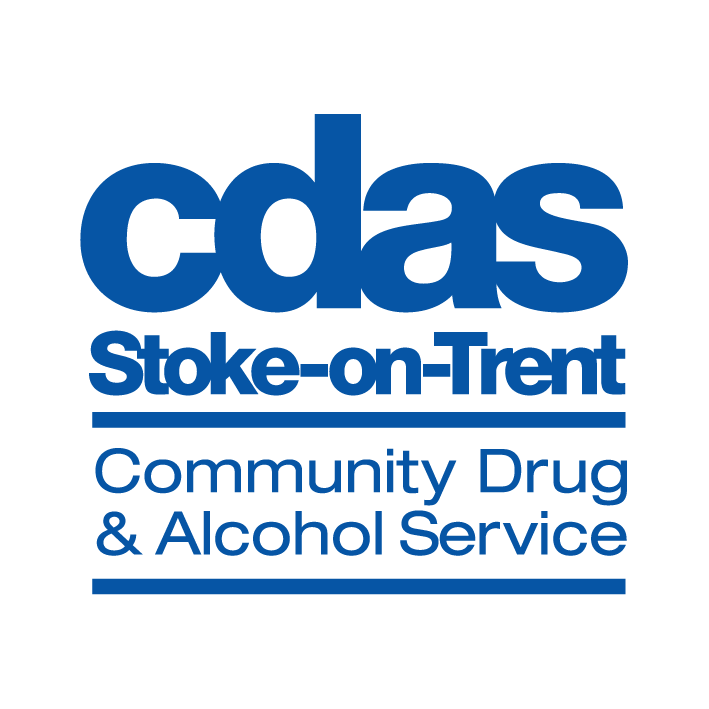 cdas
Stoke-on-Trent
Community Drug
& Alcohol Service